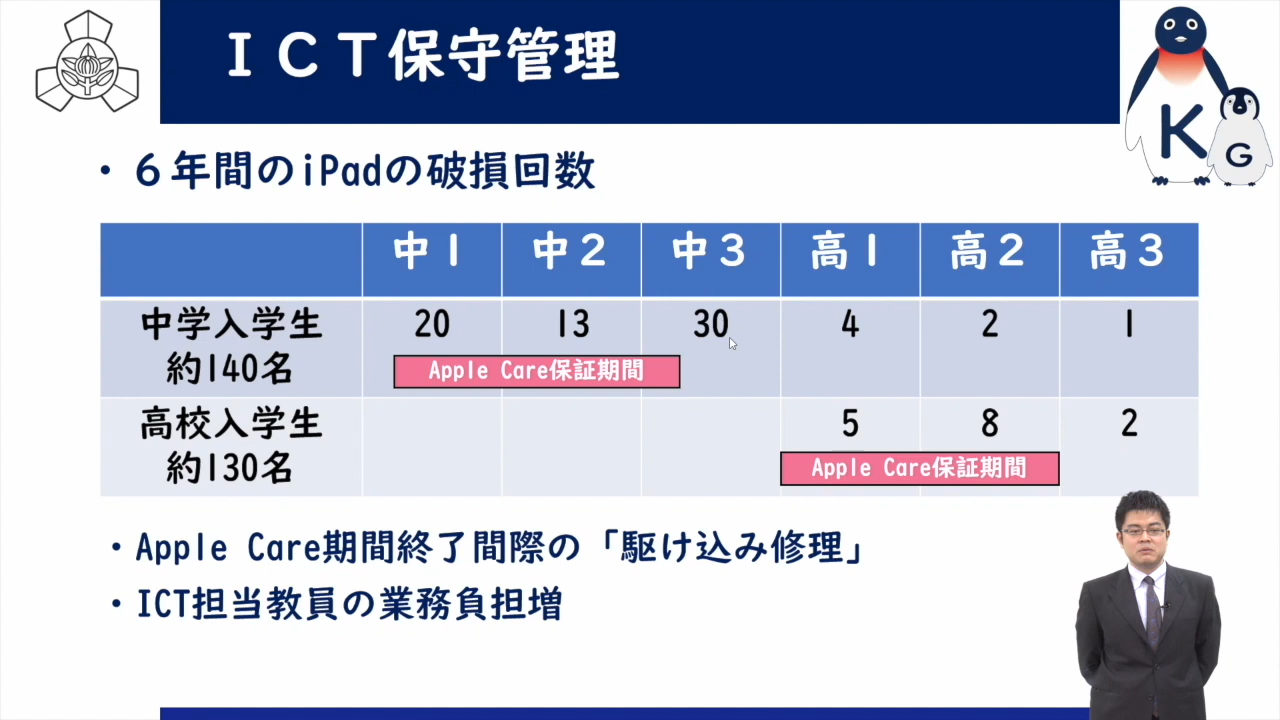 ICT保守管理
K
G
・６年間のiPadの破損回数
中１ 中２ 中３ 高１ 高２ 高３
中学入学生 20 13 30 4 2 1
約140名
Apple Care保証期間
高校入学生 5 8 2
約130名
Apple Care保証期間
・Apple Care期間終了間際の「駆け込み修理」
・ICT担当教員の業務負担増